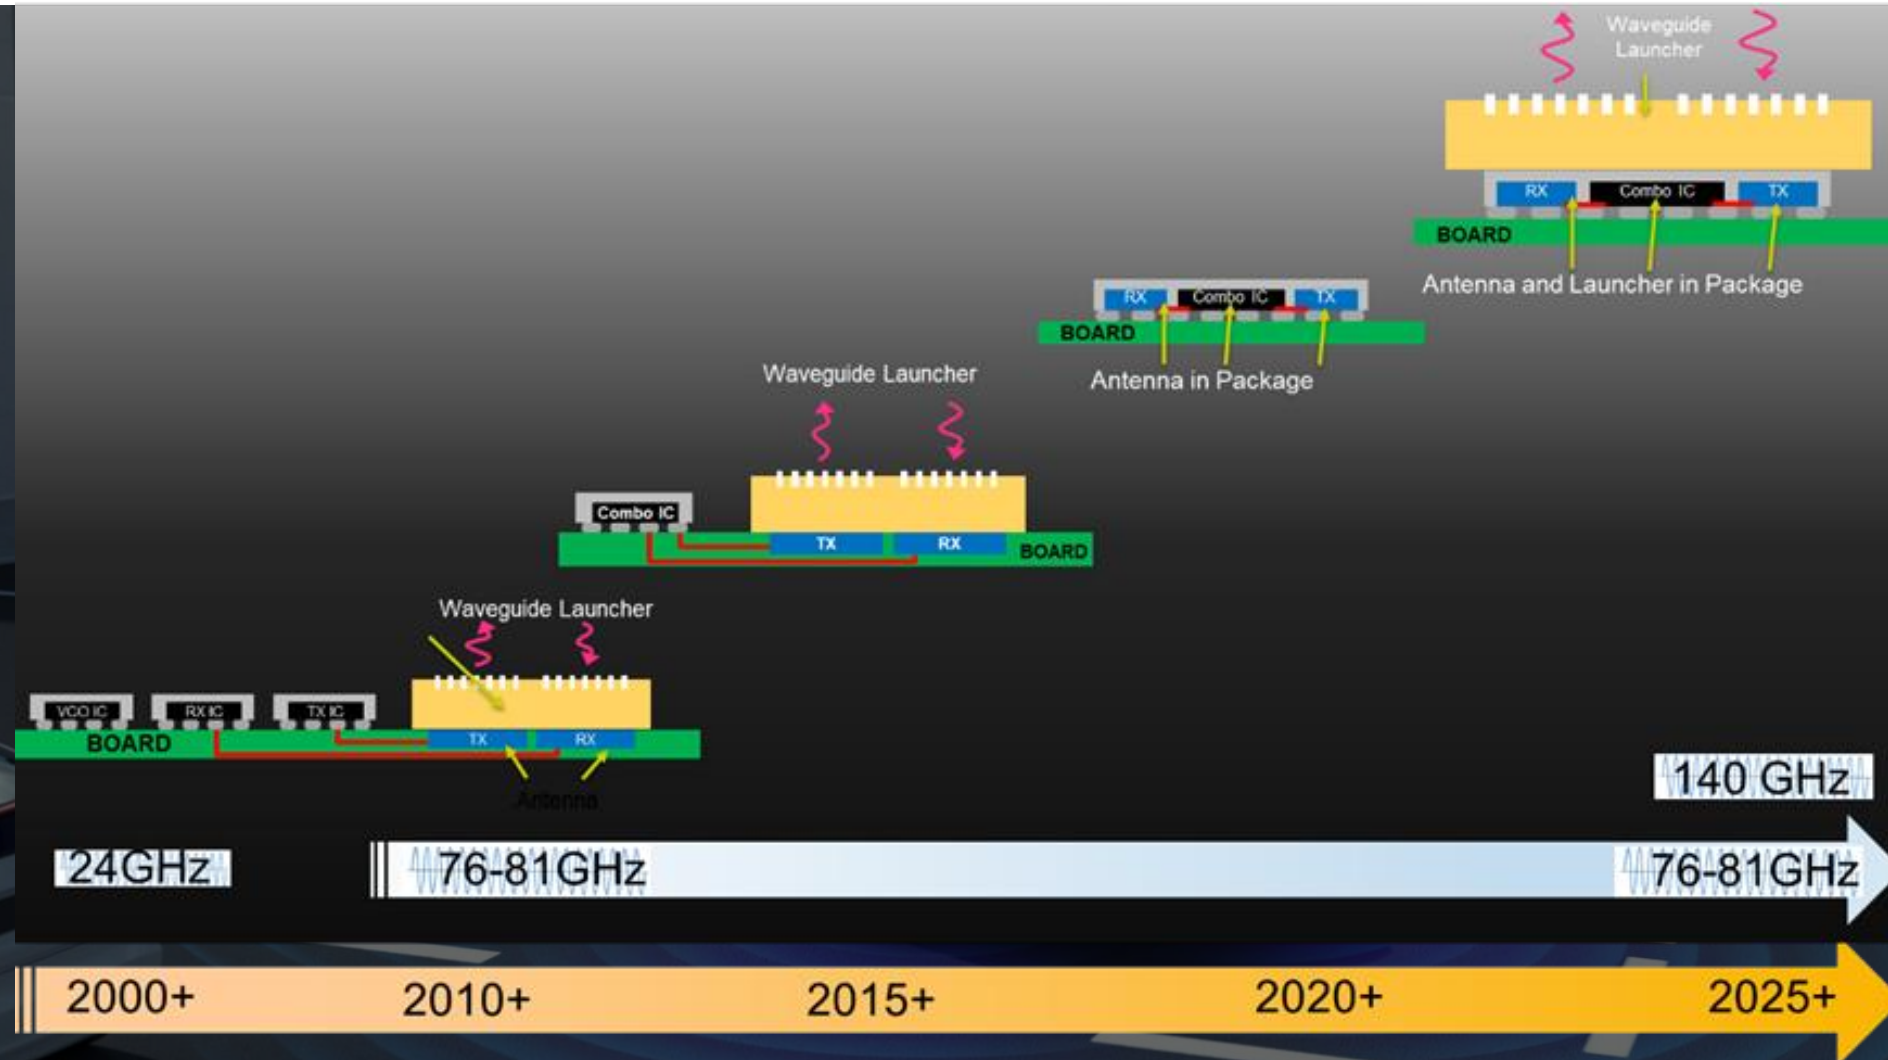 Waveguide
Launcher
RX
Combo IC
TX
BOARD
Antenna and Launcher in Package
RX
Combo IC
TX
BOARD
Antenna in Package
Waveguide Launcher
Combo IC
TX
RX
BOARD
Waveguide Launcher
VCO IC
RX IC
TX IC
BOARD
TX
RX
Antenna
140 GHz
24GHz
76-81GHz
76-81GHz
2000+
2010+
2015+
2020+
2025+